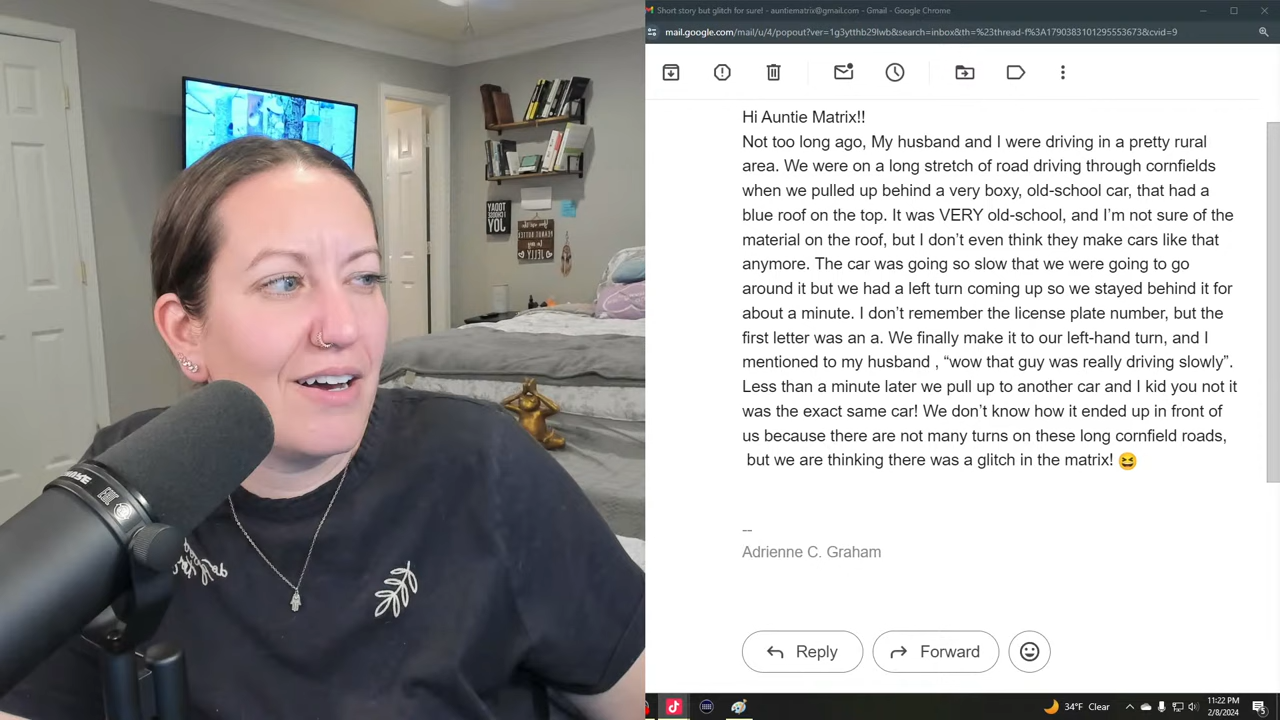 Short story but glitch for sure! - auntiematrix@gmail.com - Gmail - Google Chrome
mail.google.com/mail/u/4/popout?ver=1g3ytthb29lwb&search=inbox&th=%23thread-f%3A1790383101295553673&cvid=9
Hi Auntie Matrix!!
Not too long ago, My husband and I were driving in a pretty rural
area. We were on a long stretch of road driving through cornfields
when we pulled up behind a very boxy, old-school car, that had a
blue roof on the top. It was VERY old-school, and I’m not sure of the
material on the roof, but I don’t even think they make cars like that
anymore. The car was going so slow that we were going to go
around it but we had a left turn coming up so we stayed behind it for
about a minute. I don’t remember the license plate number, but the
first letter was an a. We finally make it to our left-hand turn, and I
mentioned to my husband , “wow that guy was really driving slowly”.
Less than a minute later we pull up to another car and I kid you not it
was the exact same car! We don’t know how it ended up in front of
us because there are not many turns on these long cornfield roads,
but we are thinking there was a glitch in the matrix! 😆
--
Adrienne C. Graham
Reply
Forward
34°F Clear
11:22 PM
2/8/2024
TODAY
I CHOOSE
JOY
JELLY